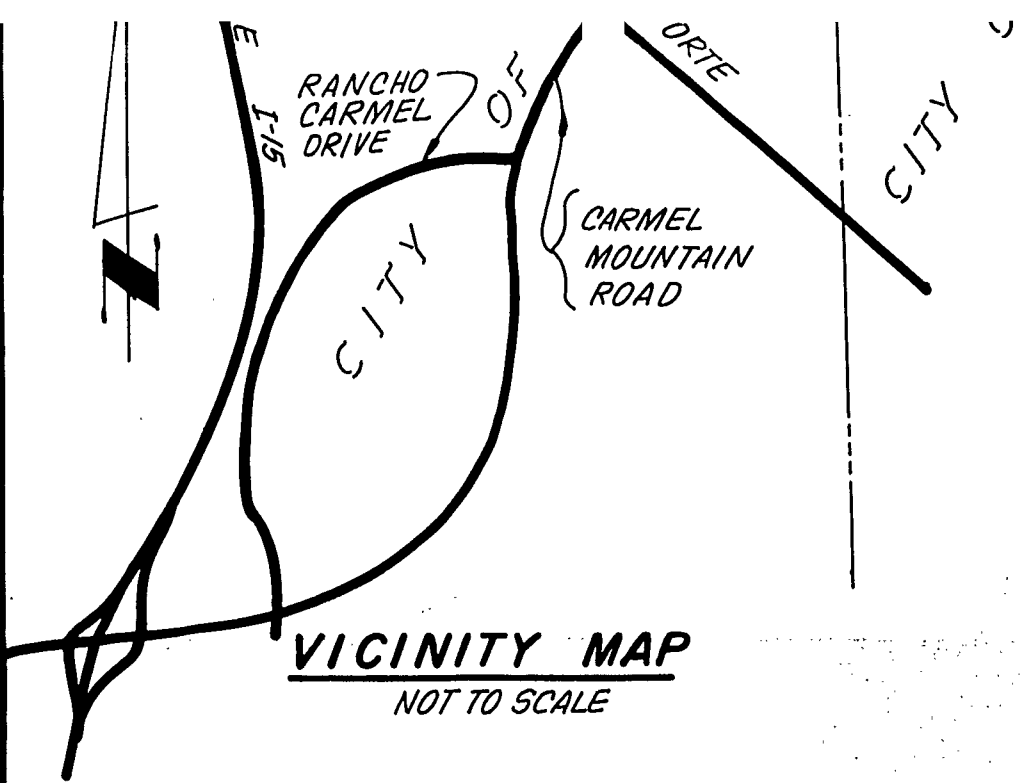 E
I-15
RANCHO
CARMEL
DRIVE
OF
ORTE
CITY
CARMEL
MOUNTAIN
ROAD
CITY
N
VICINITY MAP
NOT TO SCALE